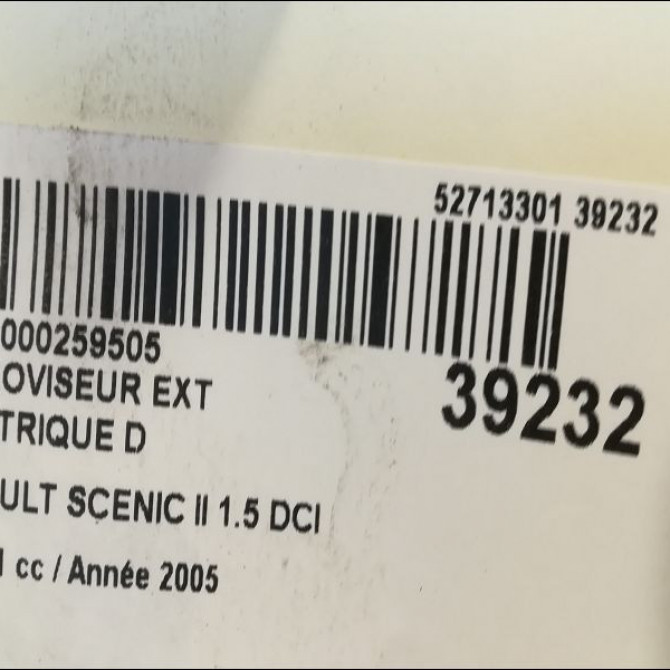 52713301 39232
000259505
OVISEUR EXT
TRIQUE D
39232
ULT SCENIC II 1.5 DCI
cc / Année 2005